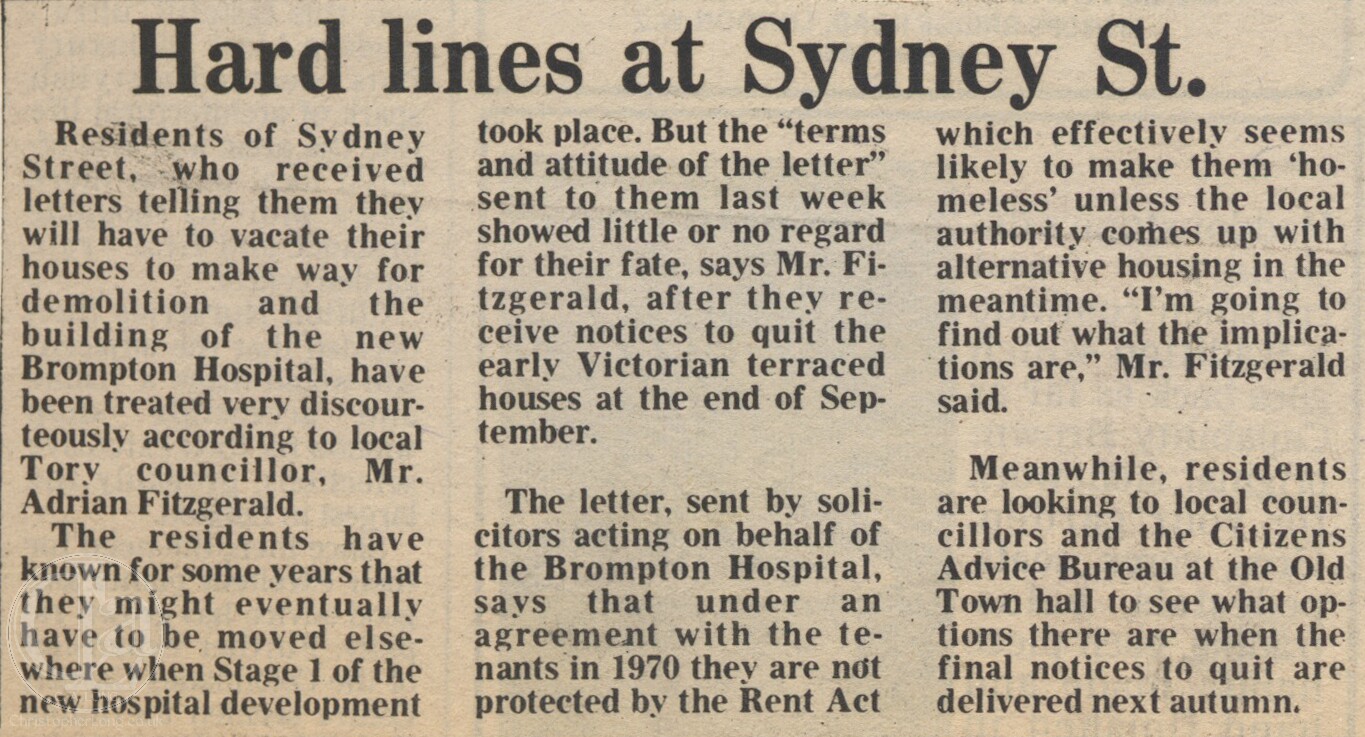 Hard lines at Sydney St.
Residents of Sydney
Street, who received
letters telling them they
will have to vacate their
houses to make way for
demolition and the
building of the new
Brompton Hospital, have
been treated very discour-
teously according to local
Tory councillor, Mr.
Adrian Fitzgerald.
The residents have
known for some years that
they might eventually
have to be moved else-
where when Stage 1 of the
new hospital development
took place. But the “terms
and attitude of the letter”
sent to them last week
showed little or no regard
for their fate, says Mr. Fi-
tzgerald, after they re-
ceive notices to quit the
early Victorian terraced
houses at the end of Sep-
tember.
The letter, sent by soli-
citors acting on behalf of
the Brompton Hospital,
says that under an
agreement with the te-
nants in 1970 they are not
protected by the Rent Act
which effectively seems
likely to make them ‘ho-
meless’ unless the local
authority comes up with
alternative housing in the
meantime. “I’m going to
find out what the implica-
tions are,” Mr. Fitzgerald
said.
Meanwhile, residents
are looking to local coun-
cillors and the Citizens
Advice Bureau at the Old
Town hall to see what op-
tions there are when the
final notices to quit are
delivered next autumn.